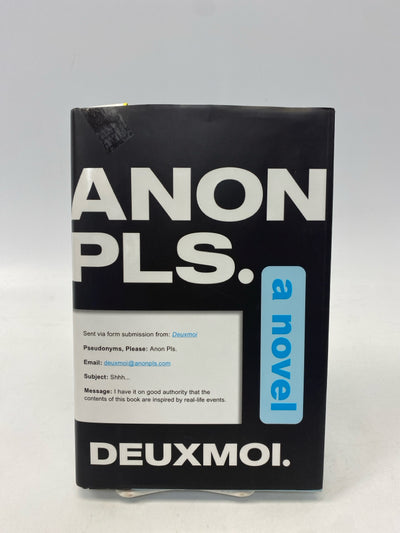 ANON
PLS.
a novel
Sent via form submission from: Deuxmoi
Pseudonyms, Please: Anon Pls.
Email: deuxmoi@anonpls.com
Subject: Shhh...
Message: I have it on good authority that the
contents of this book are inspired by real-life events.
DEUXMOI.